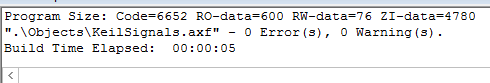 Program Size: Code=6652 RO-data=600 RW-data=76 ZI-data=4780
".\Objects\KeilSignals.axf" - 0 Error(s), 0 Warning(s).
Build Time Elapsed:  00:00:05